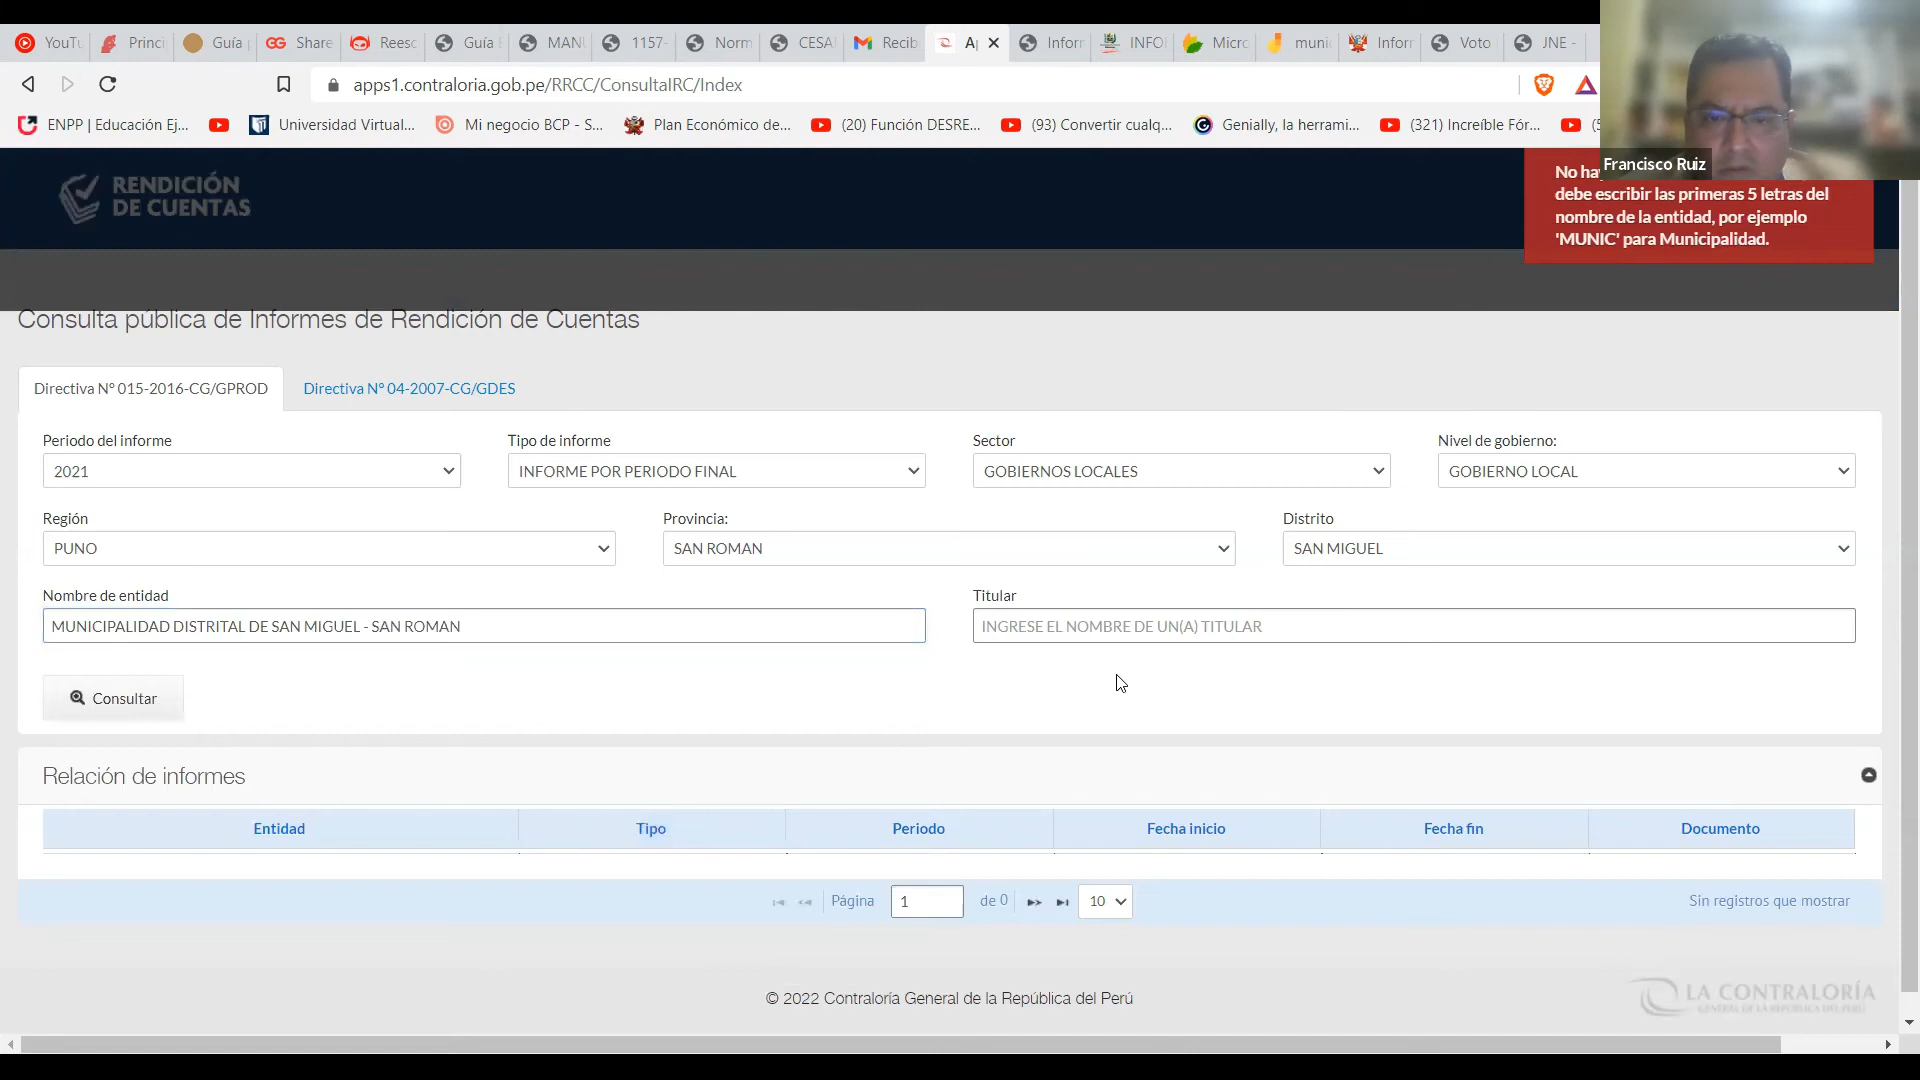 YouTu
Princi
Guía
Share
Reesc
Guía E
MANU
1157-
Norm
CESA
Recib
A
Inforn
INFO
Micro
muni
Inforn
Voto
JNE -
apps1.contraloria.gob.pe/RRCC/ConsultaIRC/Index
ENPP | Educación Ej...
Universidad Virtual...
Mi negocio BCP - S...
Plan Económico de...
(20) Función DESRE...
(93) Convertir cualq...
Genially, la herrami...
(321) Increíble Fór...
Francisco Ruiz
RENDICIÓN
DE CUENTAS
No hay
debe escribir las primeras 5 letras del
nombre de la entidad, por ejemplo
'MUNIC' para Municipalidad.
Consulta pública de Informes de Rendición de Cuentas
Directiva N° 015-2016-CG/GPROD
Directiva N° 04-2007-CG/GDES
Periodo del informe
Tipo de informe
Sector
Nivel de gobierno:
2021
INFORME POR PERIODO FINAL
GOBIERNOS LOCALES
GOBIERNO LOCAL
Región
Provincia:
Distrito
PUNO
SAN ROMAN
SAN MIGUEL
Nombre de entidad
Titular
MUNICIPALIDAD DISTRITAL DE SAN MIGUEL - SAN ROMAN
INGRESE EL NOMBRE DE UN(A) TITULAR
Consultar
Relación de informes
Entidad
Tipo
Periodo
Fecha inicio
Fecha fin
Documento
Página 1 de 0
10
Sin registros que mostrar
© 2022 Contraloría General de la República del Perú
LA CONTRALORÍA
GENERAL DE LA REPÚBLICA DEL PERÚ